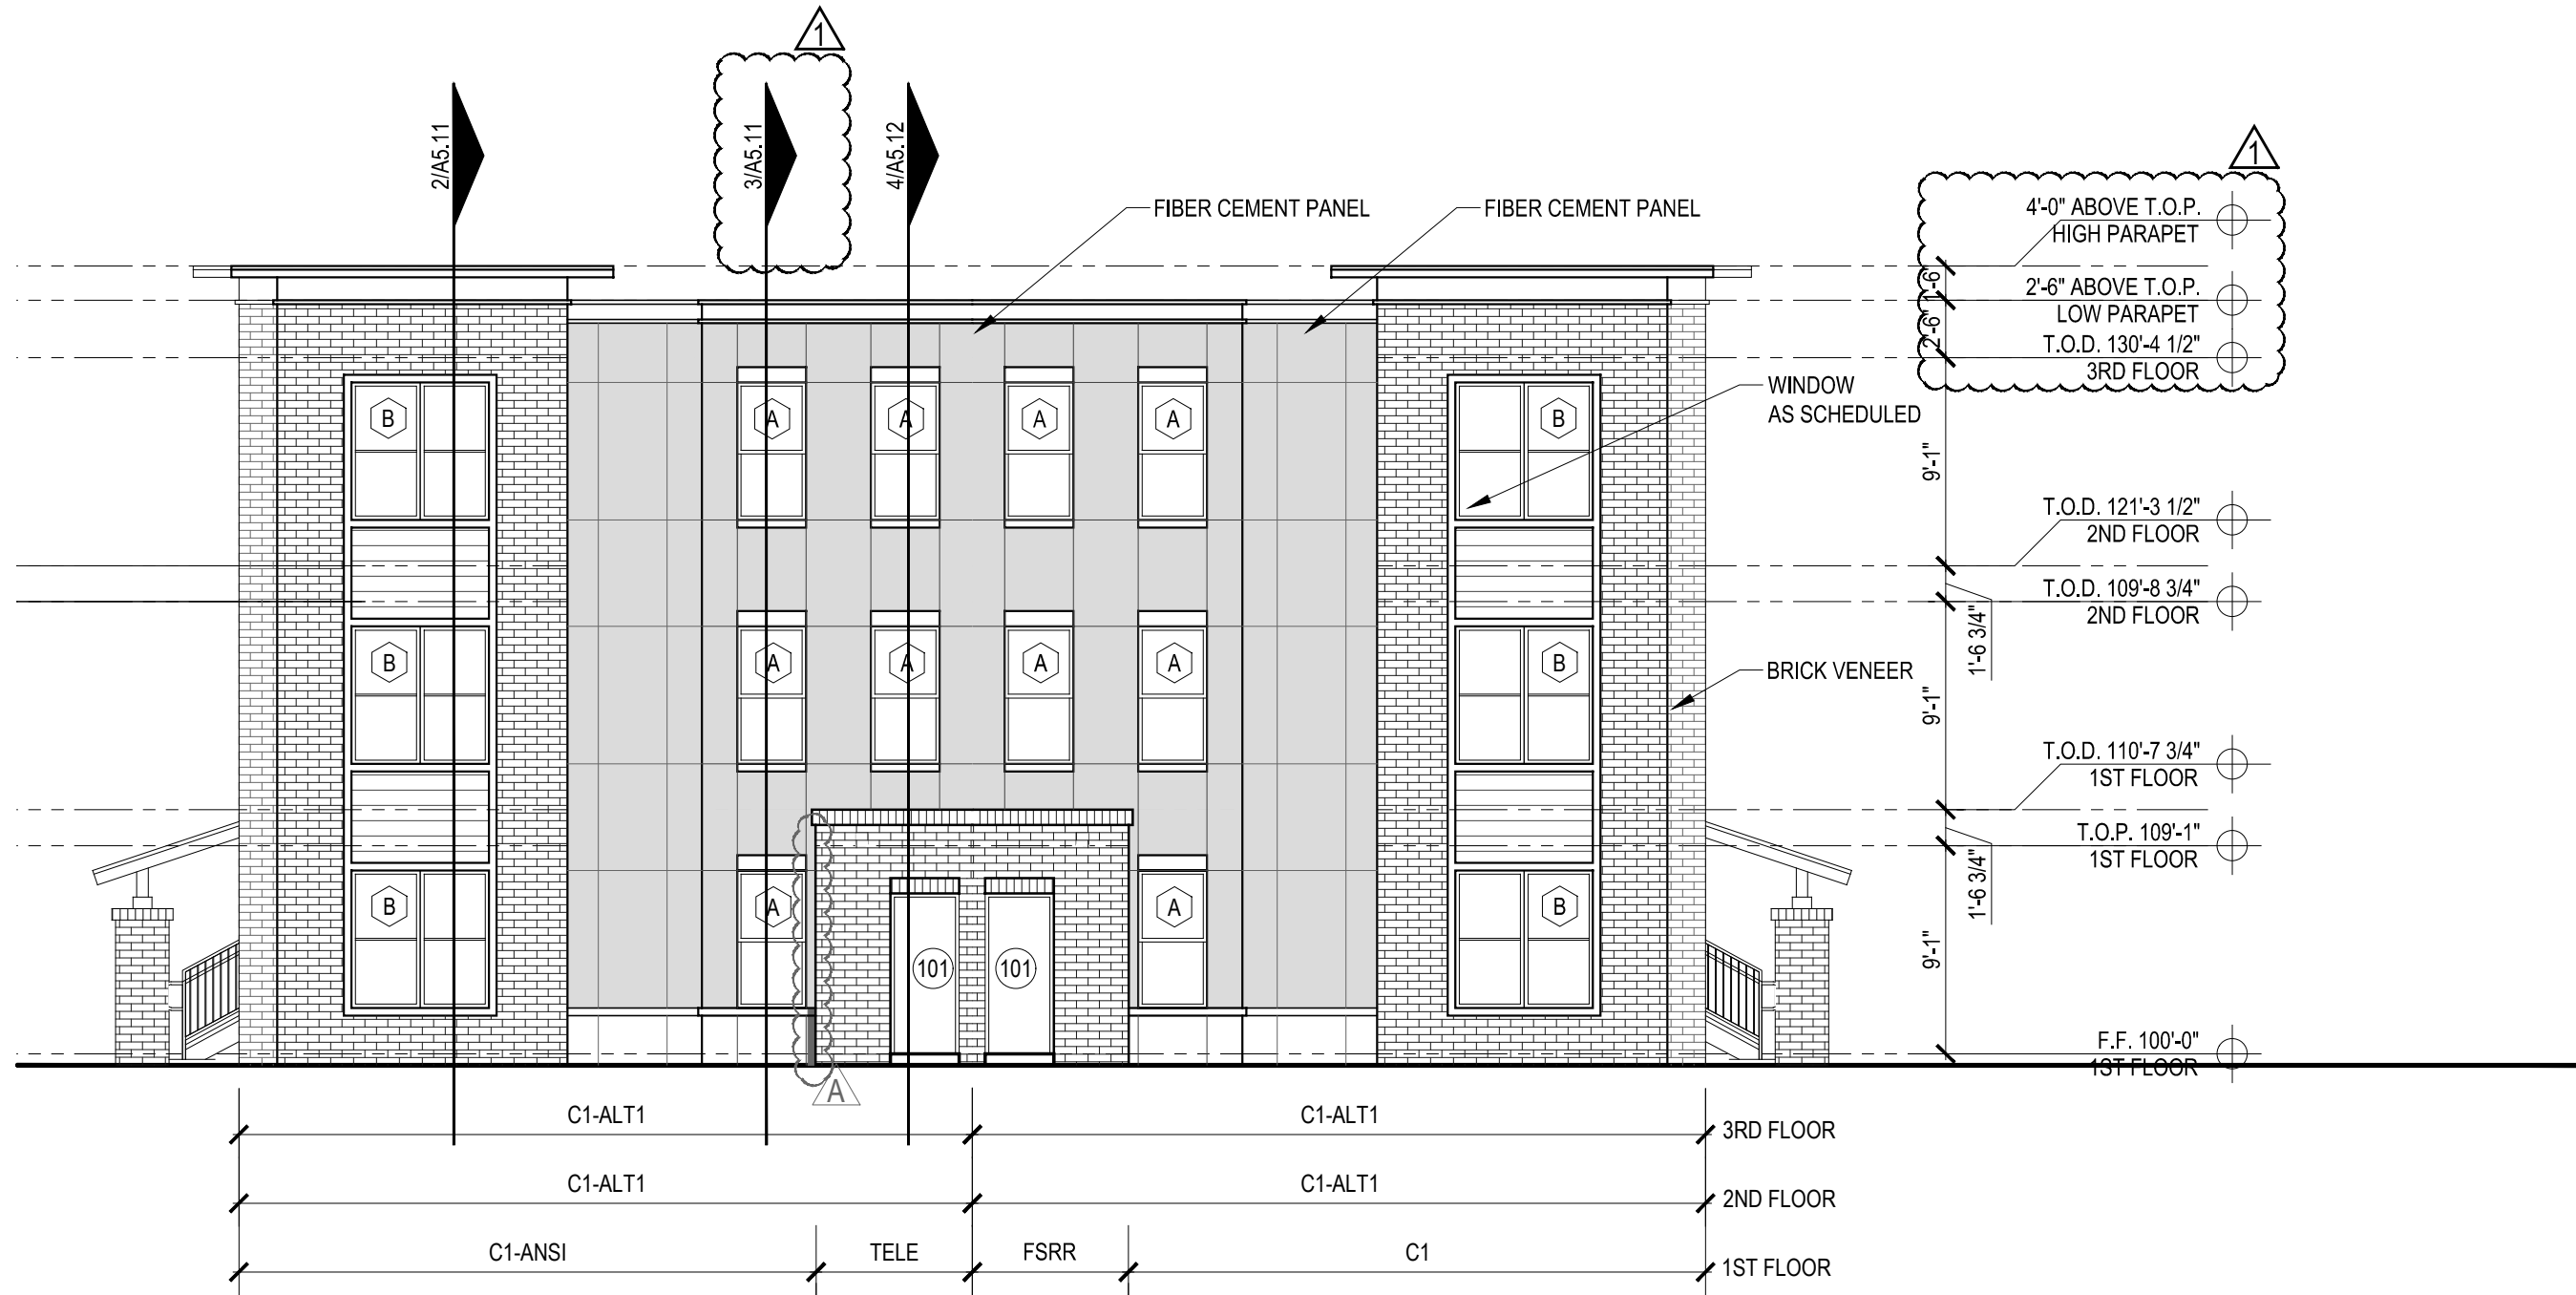 1
1
2/A5.11
3/A5.11
4/A5.12
FIBER CEMENT PANEL
FIBER CEMENT PANEL
4'-0" ABOVE T.O.P.
HIGH PARAPET
1'-6"
2'-6" ABOVE T.O.P.
LOW PARAPET
2'-6"
T.O.D. 130'-4 1/2"
3RD FLOOR
WINDOW
AS SCHEDULED
B
A
A
A
A
B
9'-1"
T.O.D. 121'-3 1/2"
2ND FLOOR
T.O.D. 109'-8 3/4"
2ND FLOOR
1'-6 3/4"
B
A
A
A
A
B
BRICK VENEER
9'-1"
T.O.D. 110'-7 3/4"
1ST FLOOR
T.O.P. 109'-1"
1ST FLOOR
1'-6 3/4"
B
A
A
B
9'-1"
101
101
F.F. 100'-0"
1ST FLOOR
A
C1-ALT1
C1-ALT1
3RD FLOOR
C1-ALT1
C1-ALT1
2ND FLOOR
C1-ANSI
TELE
FSRR
C1
1ST FLOOR